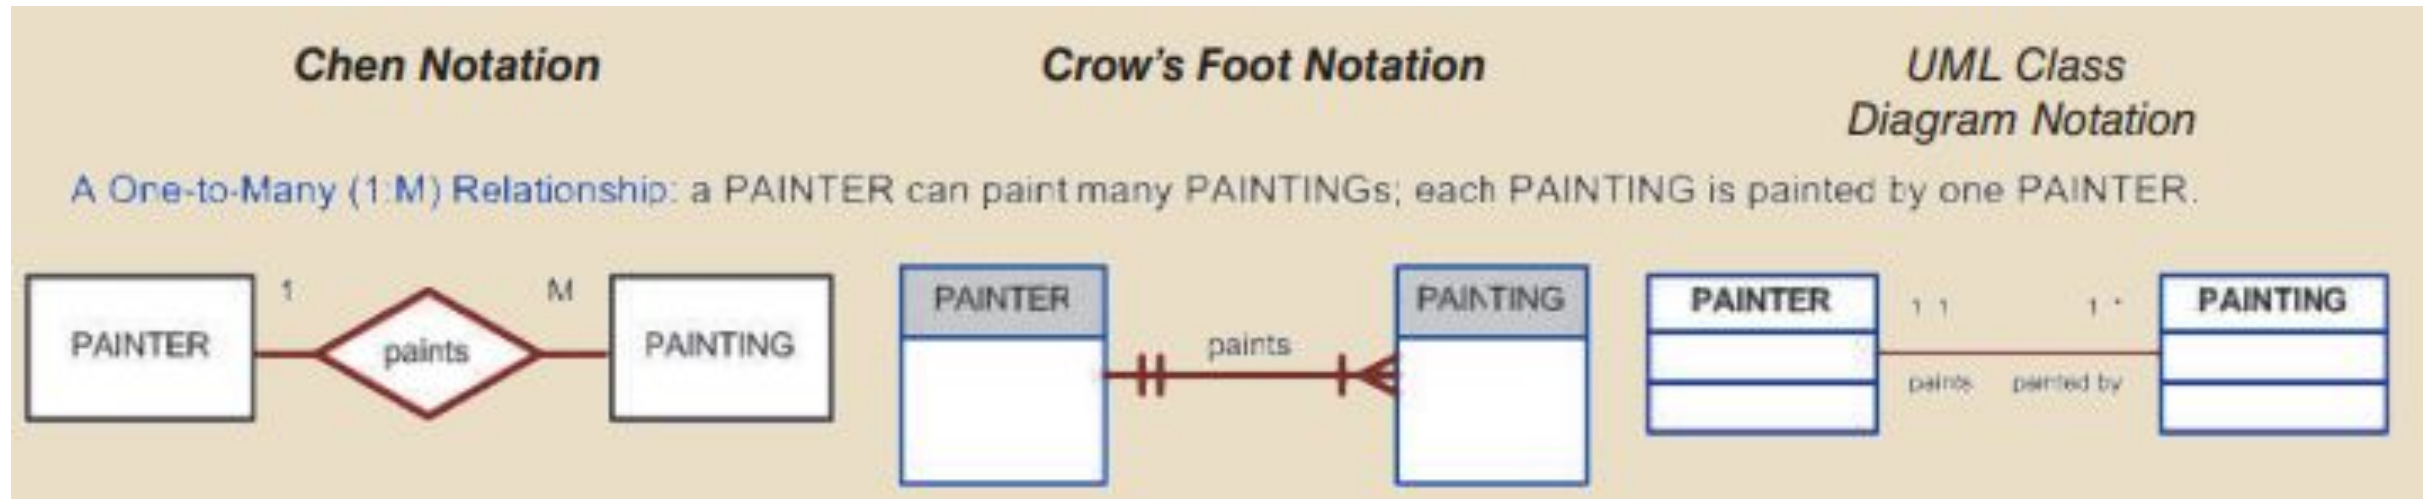 Chen Notation
Crow's Foot Notation
UML Class
Diagram Notation
A One-to-Many (1:M) Relationship: a PAINTER can paint many PAINTINGs; each PAINTING is painted by one PAINTER.
PAINTER
1
paints
M
PAINTING
PAINTER
paints
PAINTING
PAINTER
1 1
1 *
paints
painted by
PAINTING